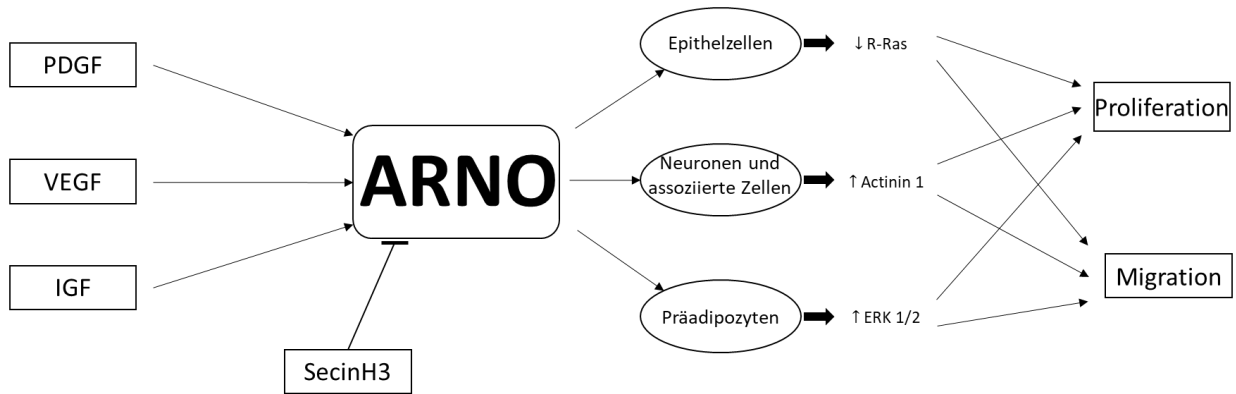 PDGF
VEGF
IGF
ARNO
SecinH3
Epithelzellen
↓ R-Ras
Neuronen und
assoziierte Zellen
↑ Actinin 1
Präadipozyten
↑ ERK 1/2
Proliferation
Migration